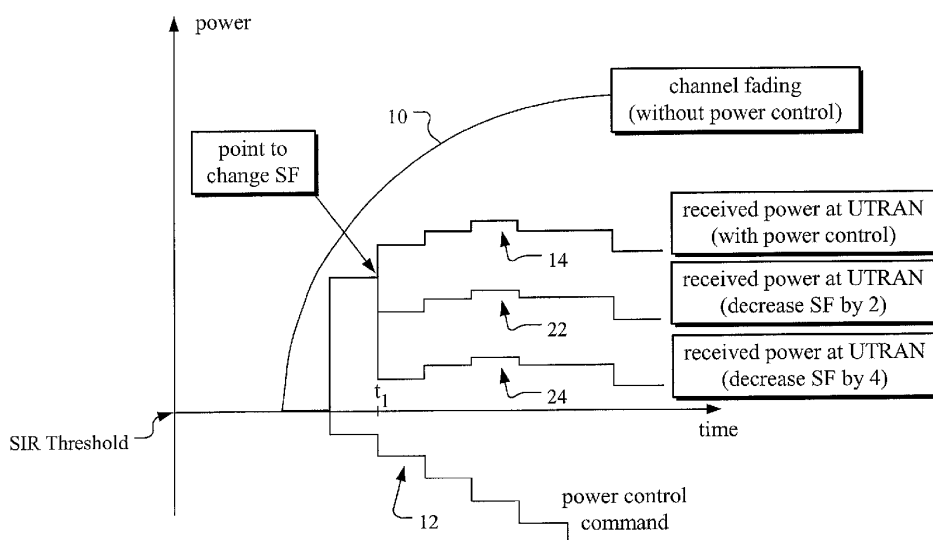 power
channel fading
(without power control)
10
point to
change SF
received power at UTRAN
(with power control)
14
received power at UTRAN
(decrease SF by 2)
22
received power at UTRAN
(decrease SF by 4)
24
t1
SIR Threshold
time
12
power control
command